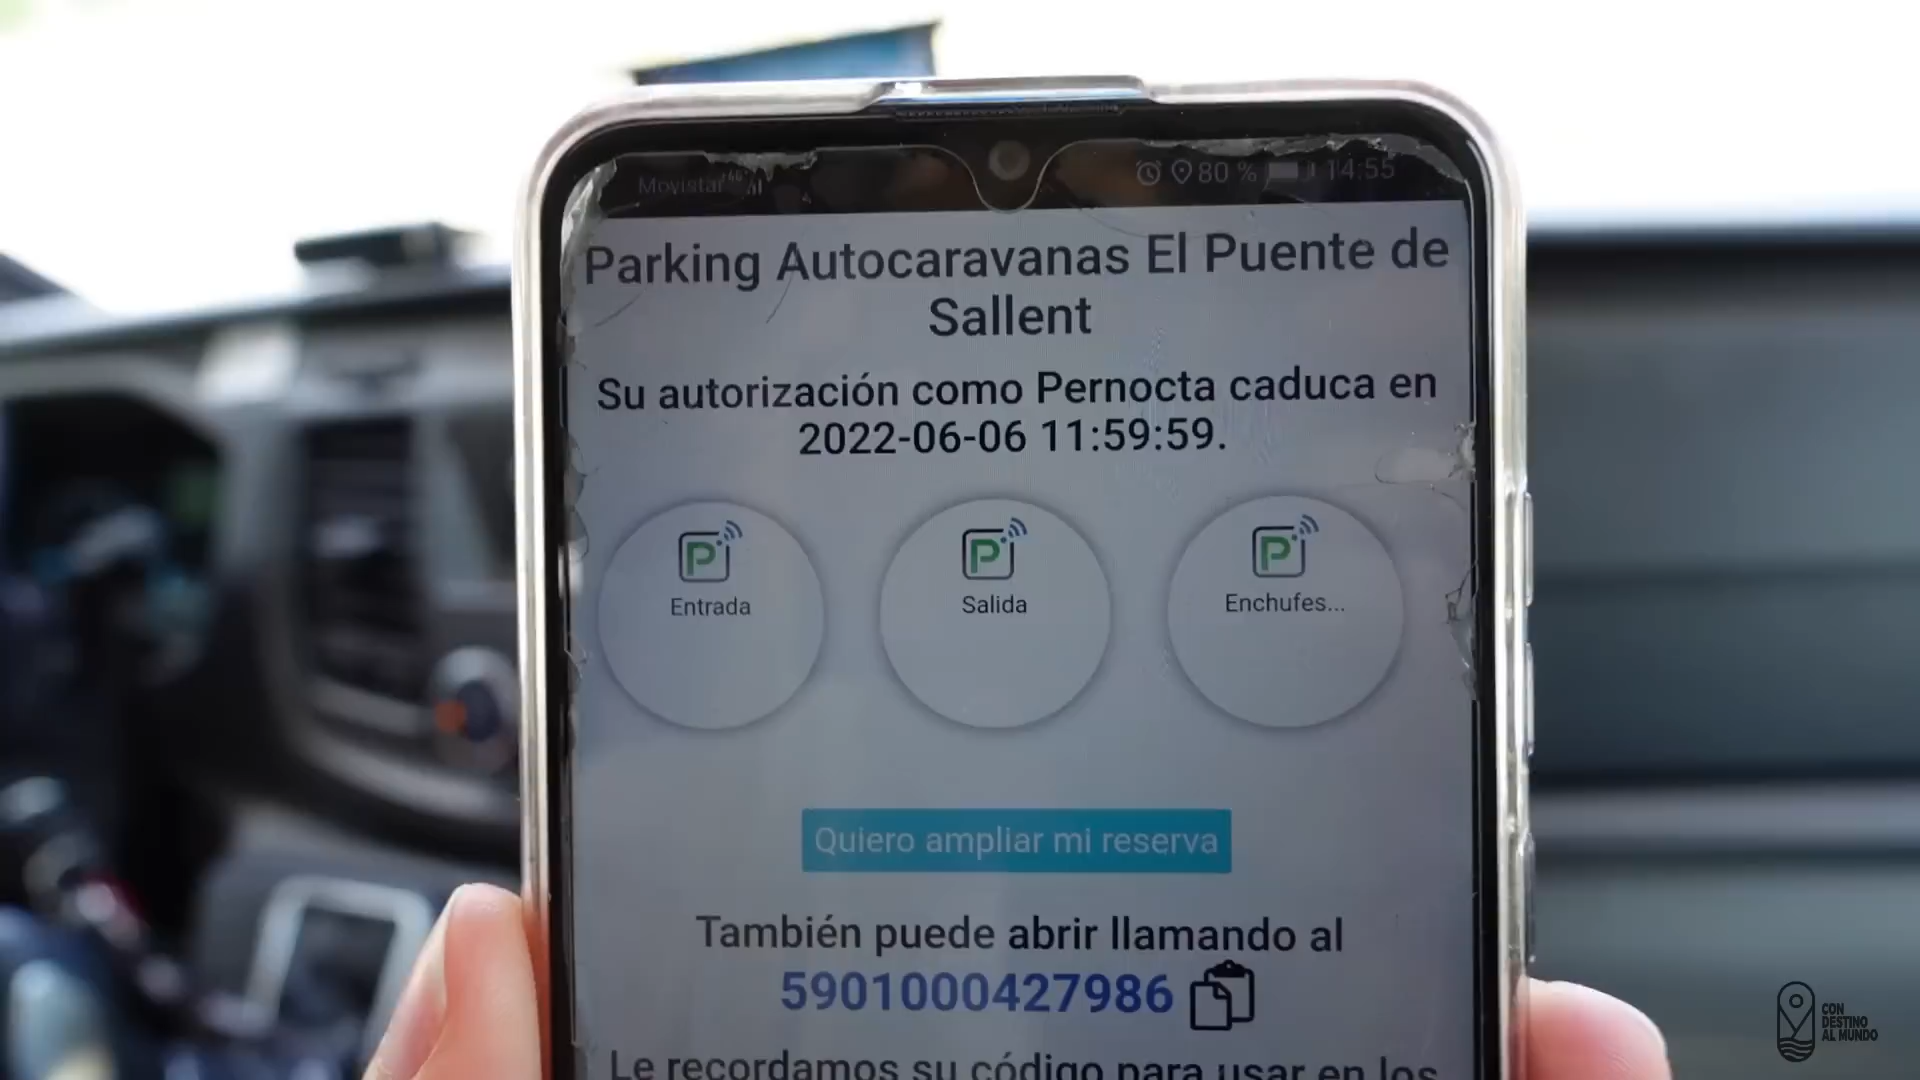 Movistar 4G 80 % 14:55
Parking Autocaravanas El Puente de
Sallent
Su autorización como Pernocta caduca en
2022-06-06 11:59:59.
P P P
Entrada Salida Enchufes...
Quiero ampliar mi reserva
También puede abrir llamando al
5901000427986
Le recordamos su código para usar en los
CON
DESTINO
AL MUNDO